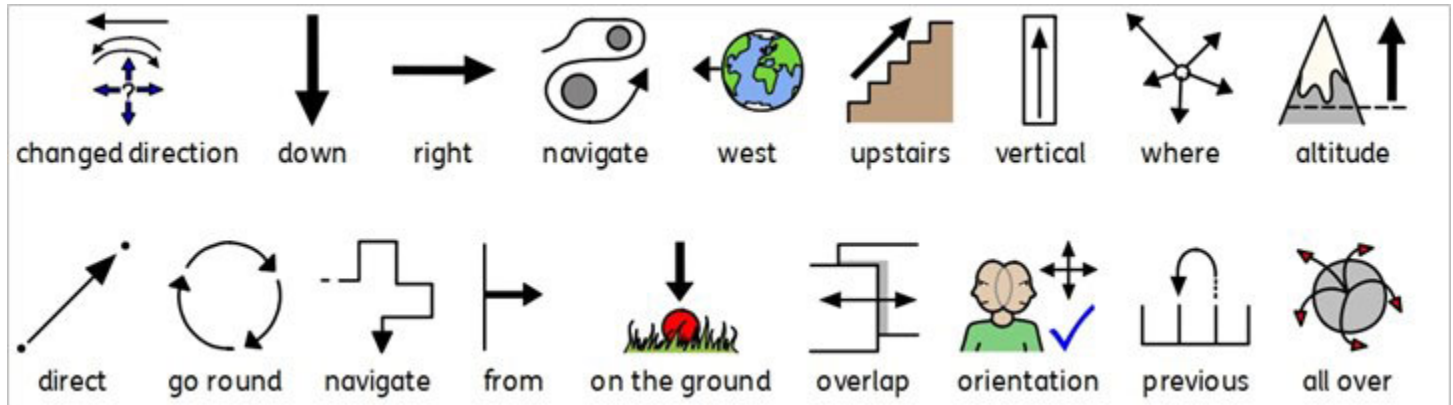 changed direction down right navigate west upstairs vertical where altitude
direct go round navigate from on the ground overlap orientation previous all over